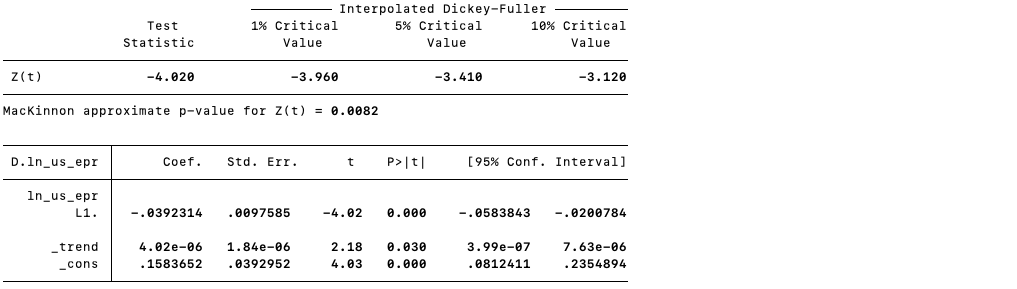 Interpolated Dickey-Fuller
Test 1% Critical 5% Critical 10% Critical
Statistic Value Value Value
Z(t) -4.020 -3.960 -3.410 -3.120
MacKinnon approximate p-value for Z(t) = 0.0082
D.ln_us_epr Coef. Std. Err. t P>|t| [95% Conf. Interval]
ln_us_epr
L1. -.0392314 .0097585 -4.02 0.000 -.0583843 -.0200784
_trend 4.02e-06 1.84e-06 2.18 0.030 3.99e-07 7.63e-06
_cons .1583652 .0392952 4.03 0.000 .0812411 .2354894